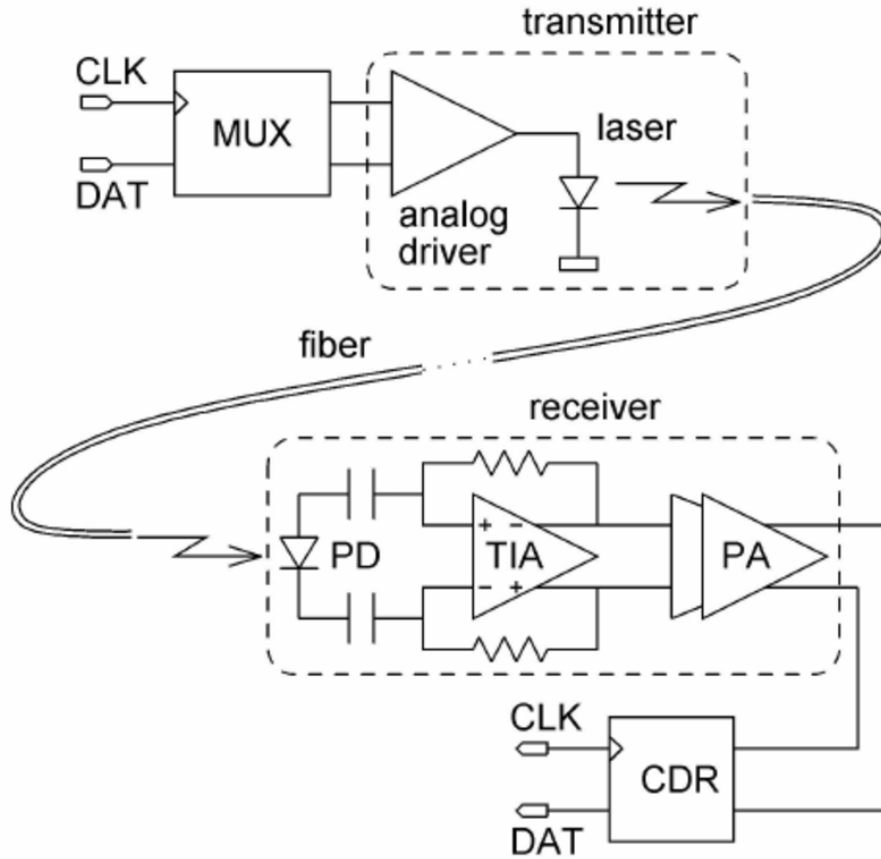 transmitter
CLK
MUX
laser
DAT
analog
driver
fiber
receiver
PD
+ −
TIA
− +
PA
CLK
CDR
DAT